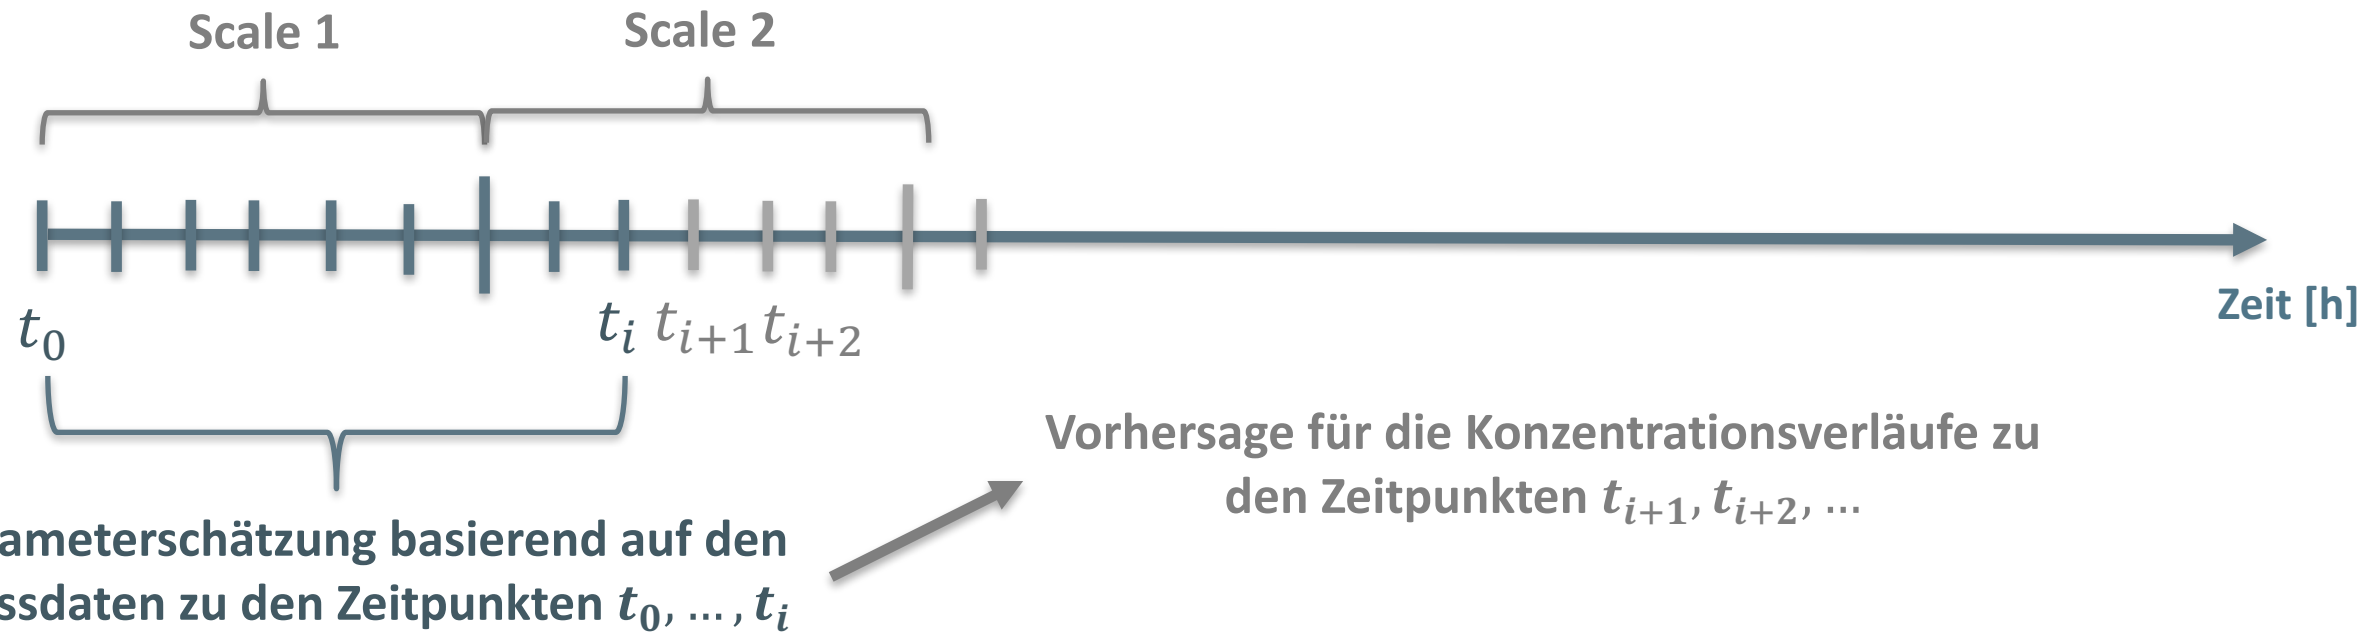 Scale 1
Scale 2
t₀
tᵢ
tᵢ₊₁
tᵢ₊₂
Zeit [h]
Vorhersage für die Konzentrationsverläufe zu
den Zeitpunkten tᵢ₊₁, tᵢ₊₂, ...
ameterschätzung basierend auf den
ssdaten zu den Zeitpunkten t₀, ... , tᵢ